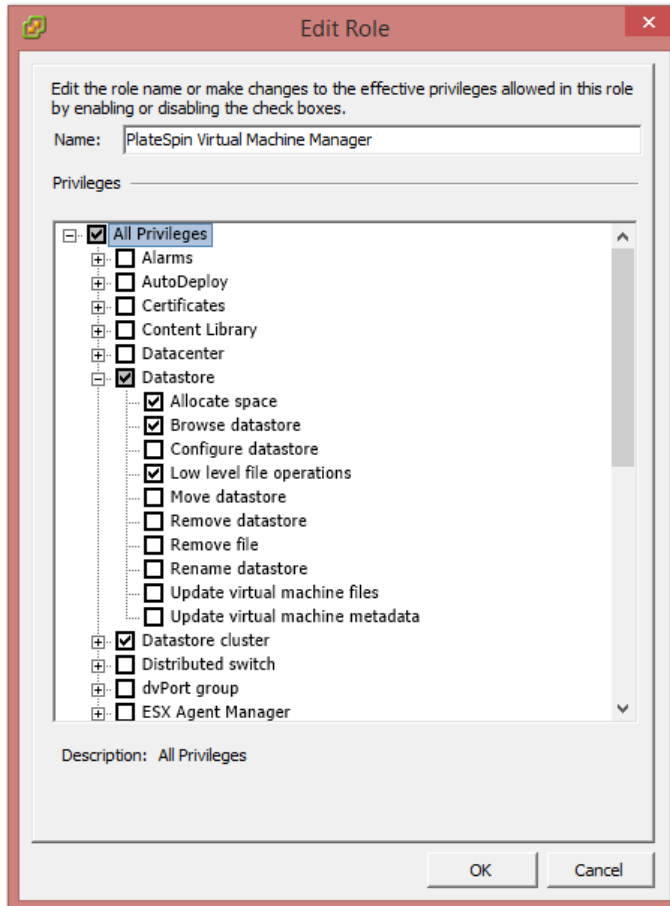 Edit Role
Edit the role name or make changes to the effective privileges allowed in this role
by enabling or disabling the check boxes.
Name: PlateSpin Virtual Machine Manager
Privileges
All Privileges
Alarms
AutoDeploy
Certificates
Content Library
Datacenter
Datastore
Allocate space
Browse datastore
Configure datastore
Low level file operations
Move datastore
Remove datastore
Remove file
Rename datastore
Update virtual machine files
Update virtual machine metadata
Datastore cluster
Distributed switch
dvPort group
ESX Agent Manager
Description: All Privileges
OK Cancel